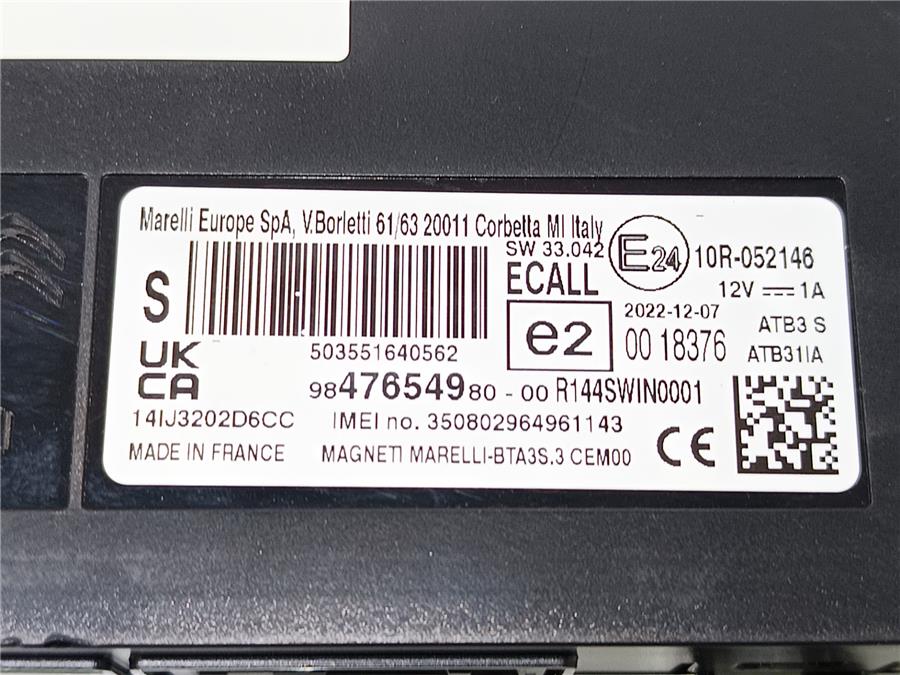 Marelli Europe SpA, V.Borletti 61/63 20011 Corbetta MI Italy
SW 33.042
E24
10R-052146
S
ECALL
12V 1A
e2
2022-12-07
00 18376
ATB3 S
ATB31IA
503551640562
UK
CA
9847654980-00 R144SWIN0001
14IJ3202D6CC
IMEI no. 350802964961143
CE
MADE IN FRANCE
MAGNETI MARELLI-BTA3S.3 CEM00